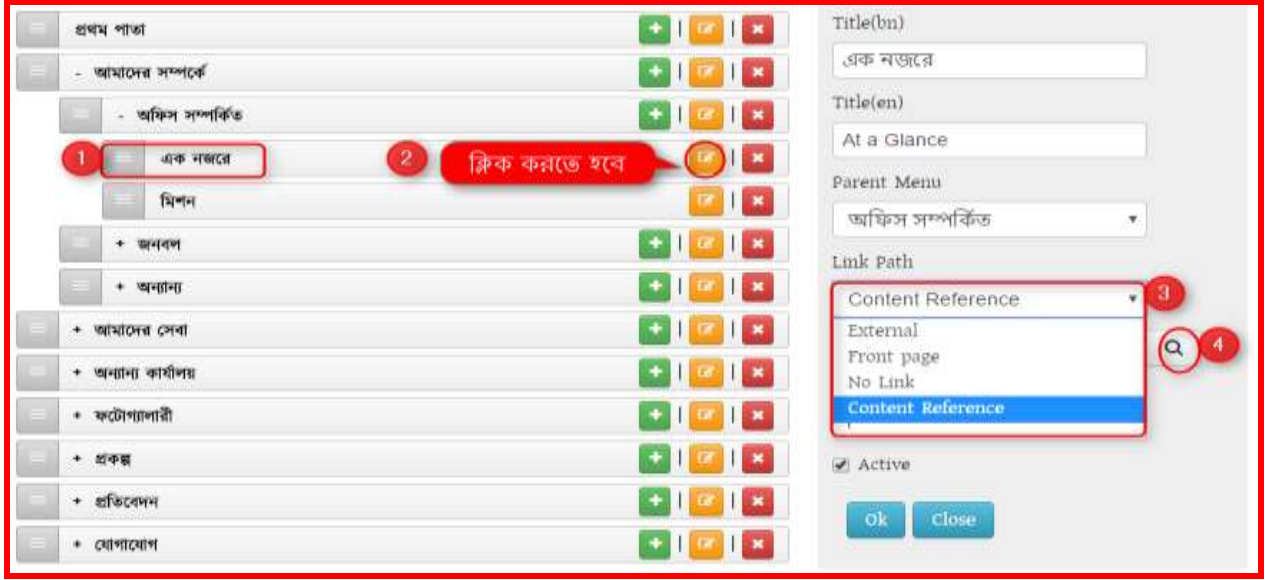 প্রথম পাতা
- আমাদের সম্পর্কে
- অফিস সম্পর্কিত
1 এক নজরে 2 ক্লিক করতে হবে
মিশন
+ জনবল
+ অন্যান্য
+ আমাদের সেবা
+ অন্যান্য কার্যালয়
+ ফটোগ্যালারী
+ প্রকল্প
+ প্রতিবেদন
+ যোগাযোগ
Title(bn)
এক নজরে
Title(en)
At a Glance
Parent Menu
অফিস সম্পর্কিত
Link Path
Content Reference 3
External
Front page 4
No Link
Content Reference
Active
Ok Close